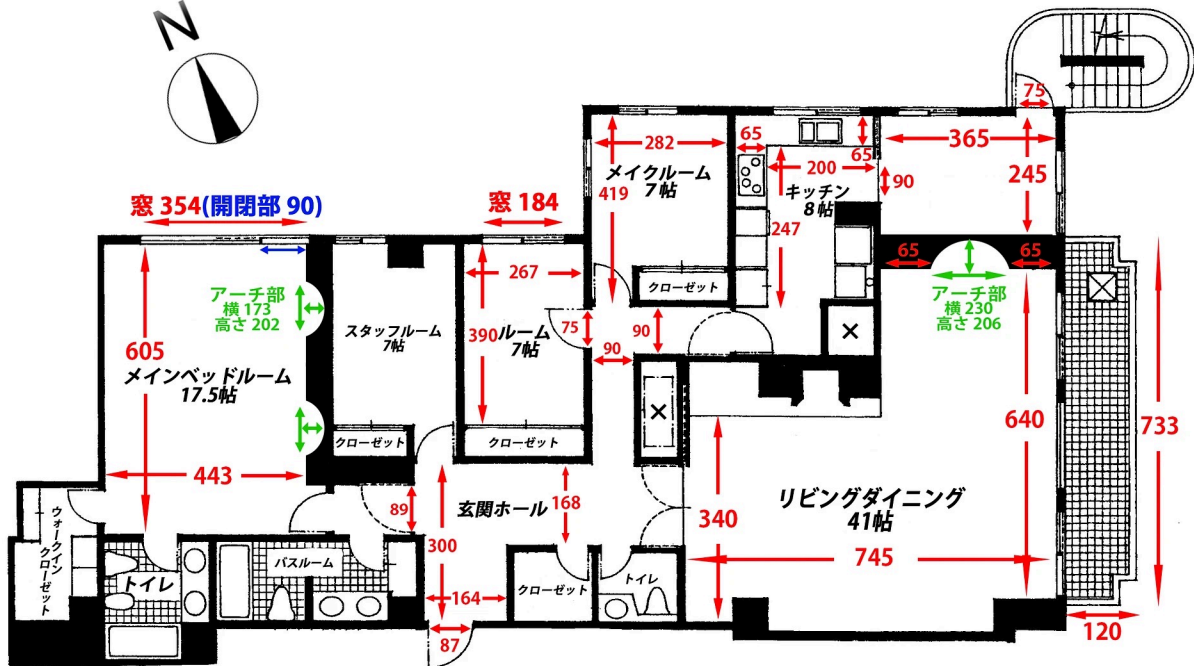 N
75
365
245
65
65
200
90
キッチン
8帖
247
282
メイクルーム
7帖
419
クローゼット
窓 354(開閉部 90)
窓 184
605
アーチ部
横 173
高さ 202
メインベッドルーム
17.5帖
443
スタッフルーム
7帖
クローゼット
267
390
ルーム
7帖
クローゼット
75
90
90
65
65
アーチ部
横 230
高さ 206
640
733
リビングダイニング
41帖
340
745
120
玄関ホール
168
89
300
164
87
クローゼット
トイレ
バスルーム
トイレ
ウォークイン
クローゼット